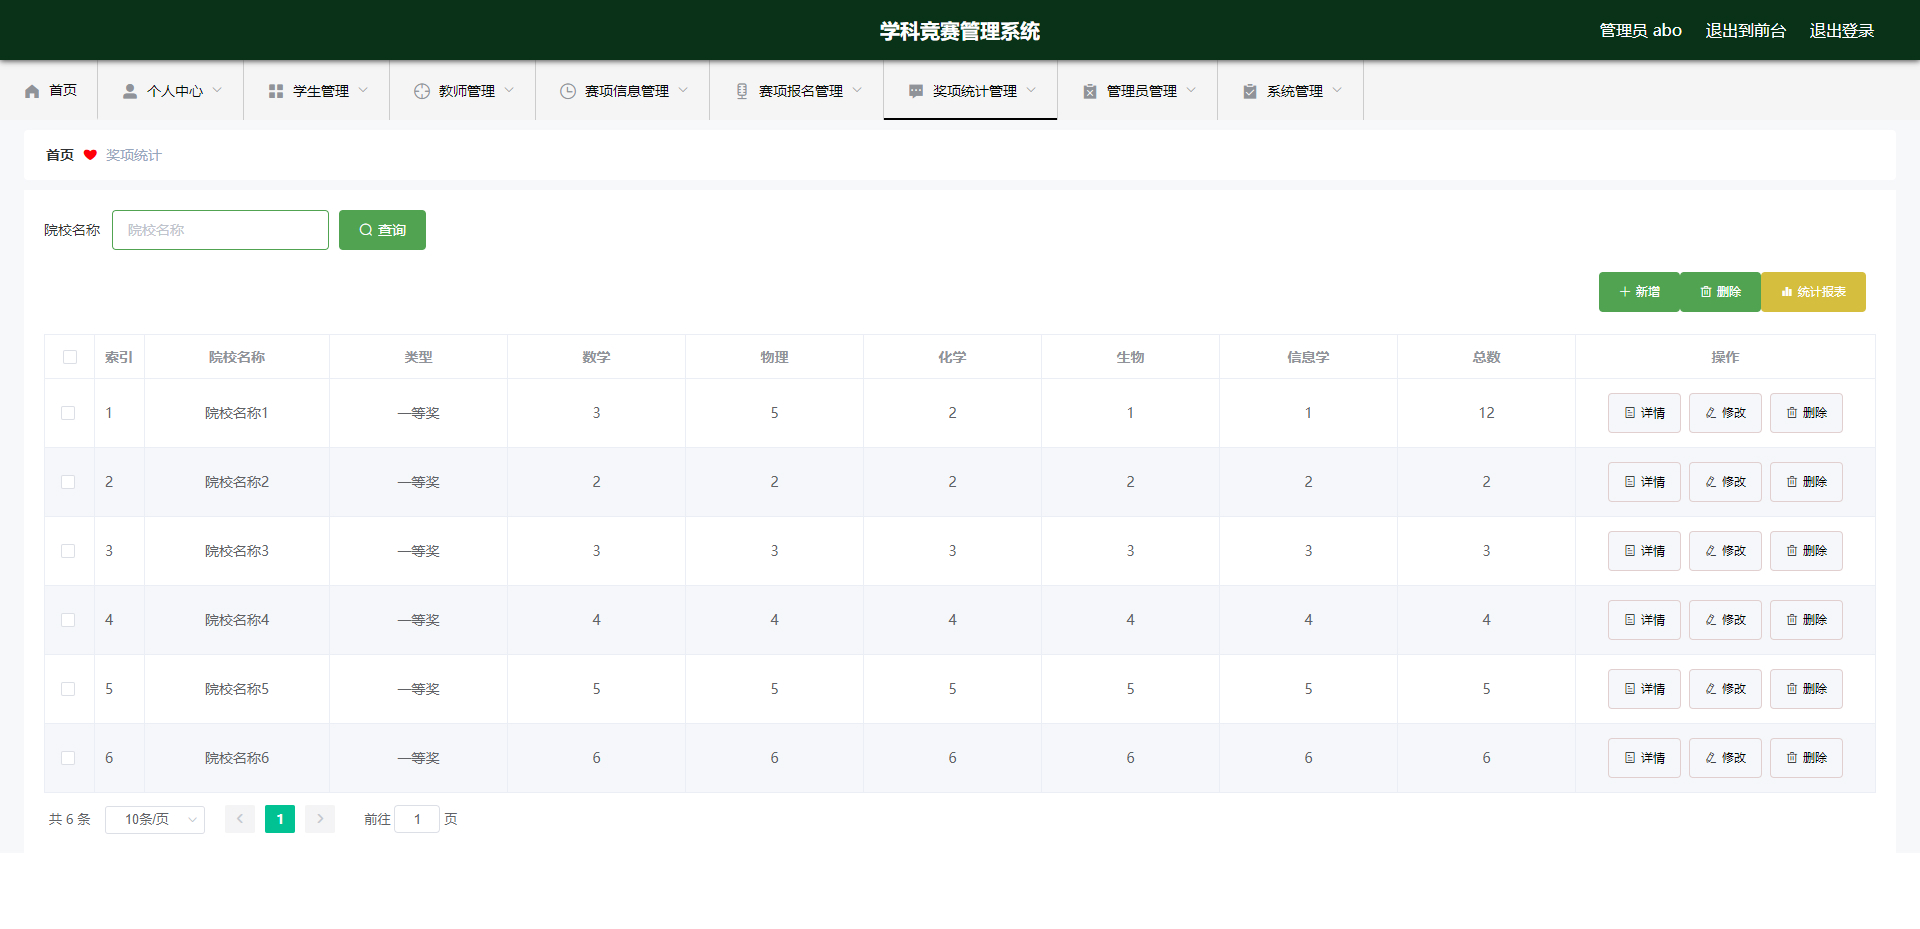 学科竞赛管理系统
管理员 abo 退出到前台 退出登录
首页 个人中心 学生管理 教师管理 赛项信息管理 赛项报名管理 奖项统计管理 管理员管理 系统管理
首页 奖项统计
院校名称 院校名称 查询
新增 删除 统计报表
索引 院校名称 类型 数学 物理 化学 生物 信息学 总数 操作
1 院校名称1 一等奖 3 5 2 1 1 12 详情 修改 删除
2 院校名称2 一等奖 2 2 2 2 2 2 详情 修改 删除
3 院校名称3 一等奖 3 3 3 3 3 3 详情 修改 删除
4 院校名称4 一等奖 4 4 4 4 4 4 详情 修改 删除
5 院校名称5 一等奖 5 5 5 5 5 5 详情 修改 删除
6 院校名称6 一等奖 6 6 6 6 6 6 详情 修改 删除
共 6 条 10条/页 1 前往 1 页